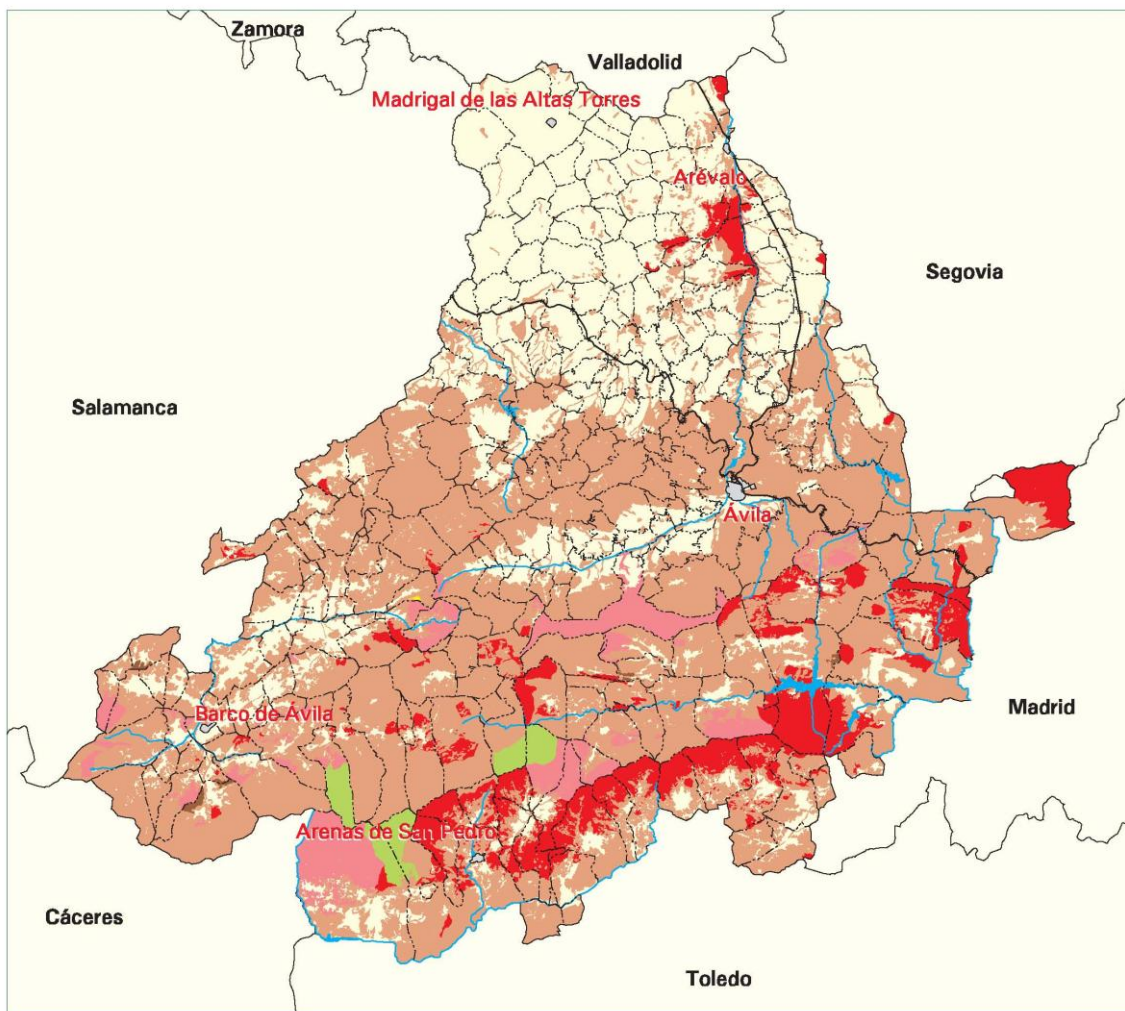 Zamora
Valladolid
Madrigal de las Altas Torres
Arévalo
Segovia
Salamanca
Ávila
Barco de Ávila
Madrid
Arenas de San Pedro
Cáceres
Toledo